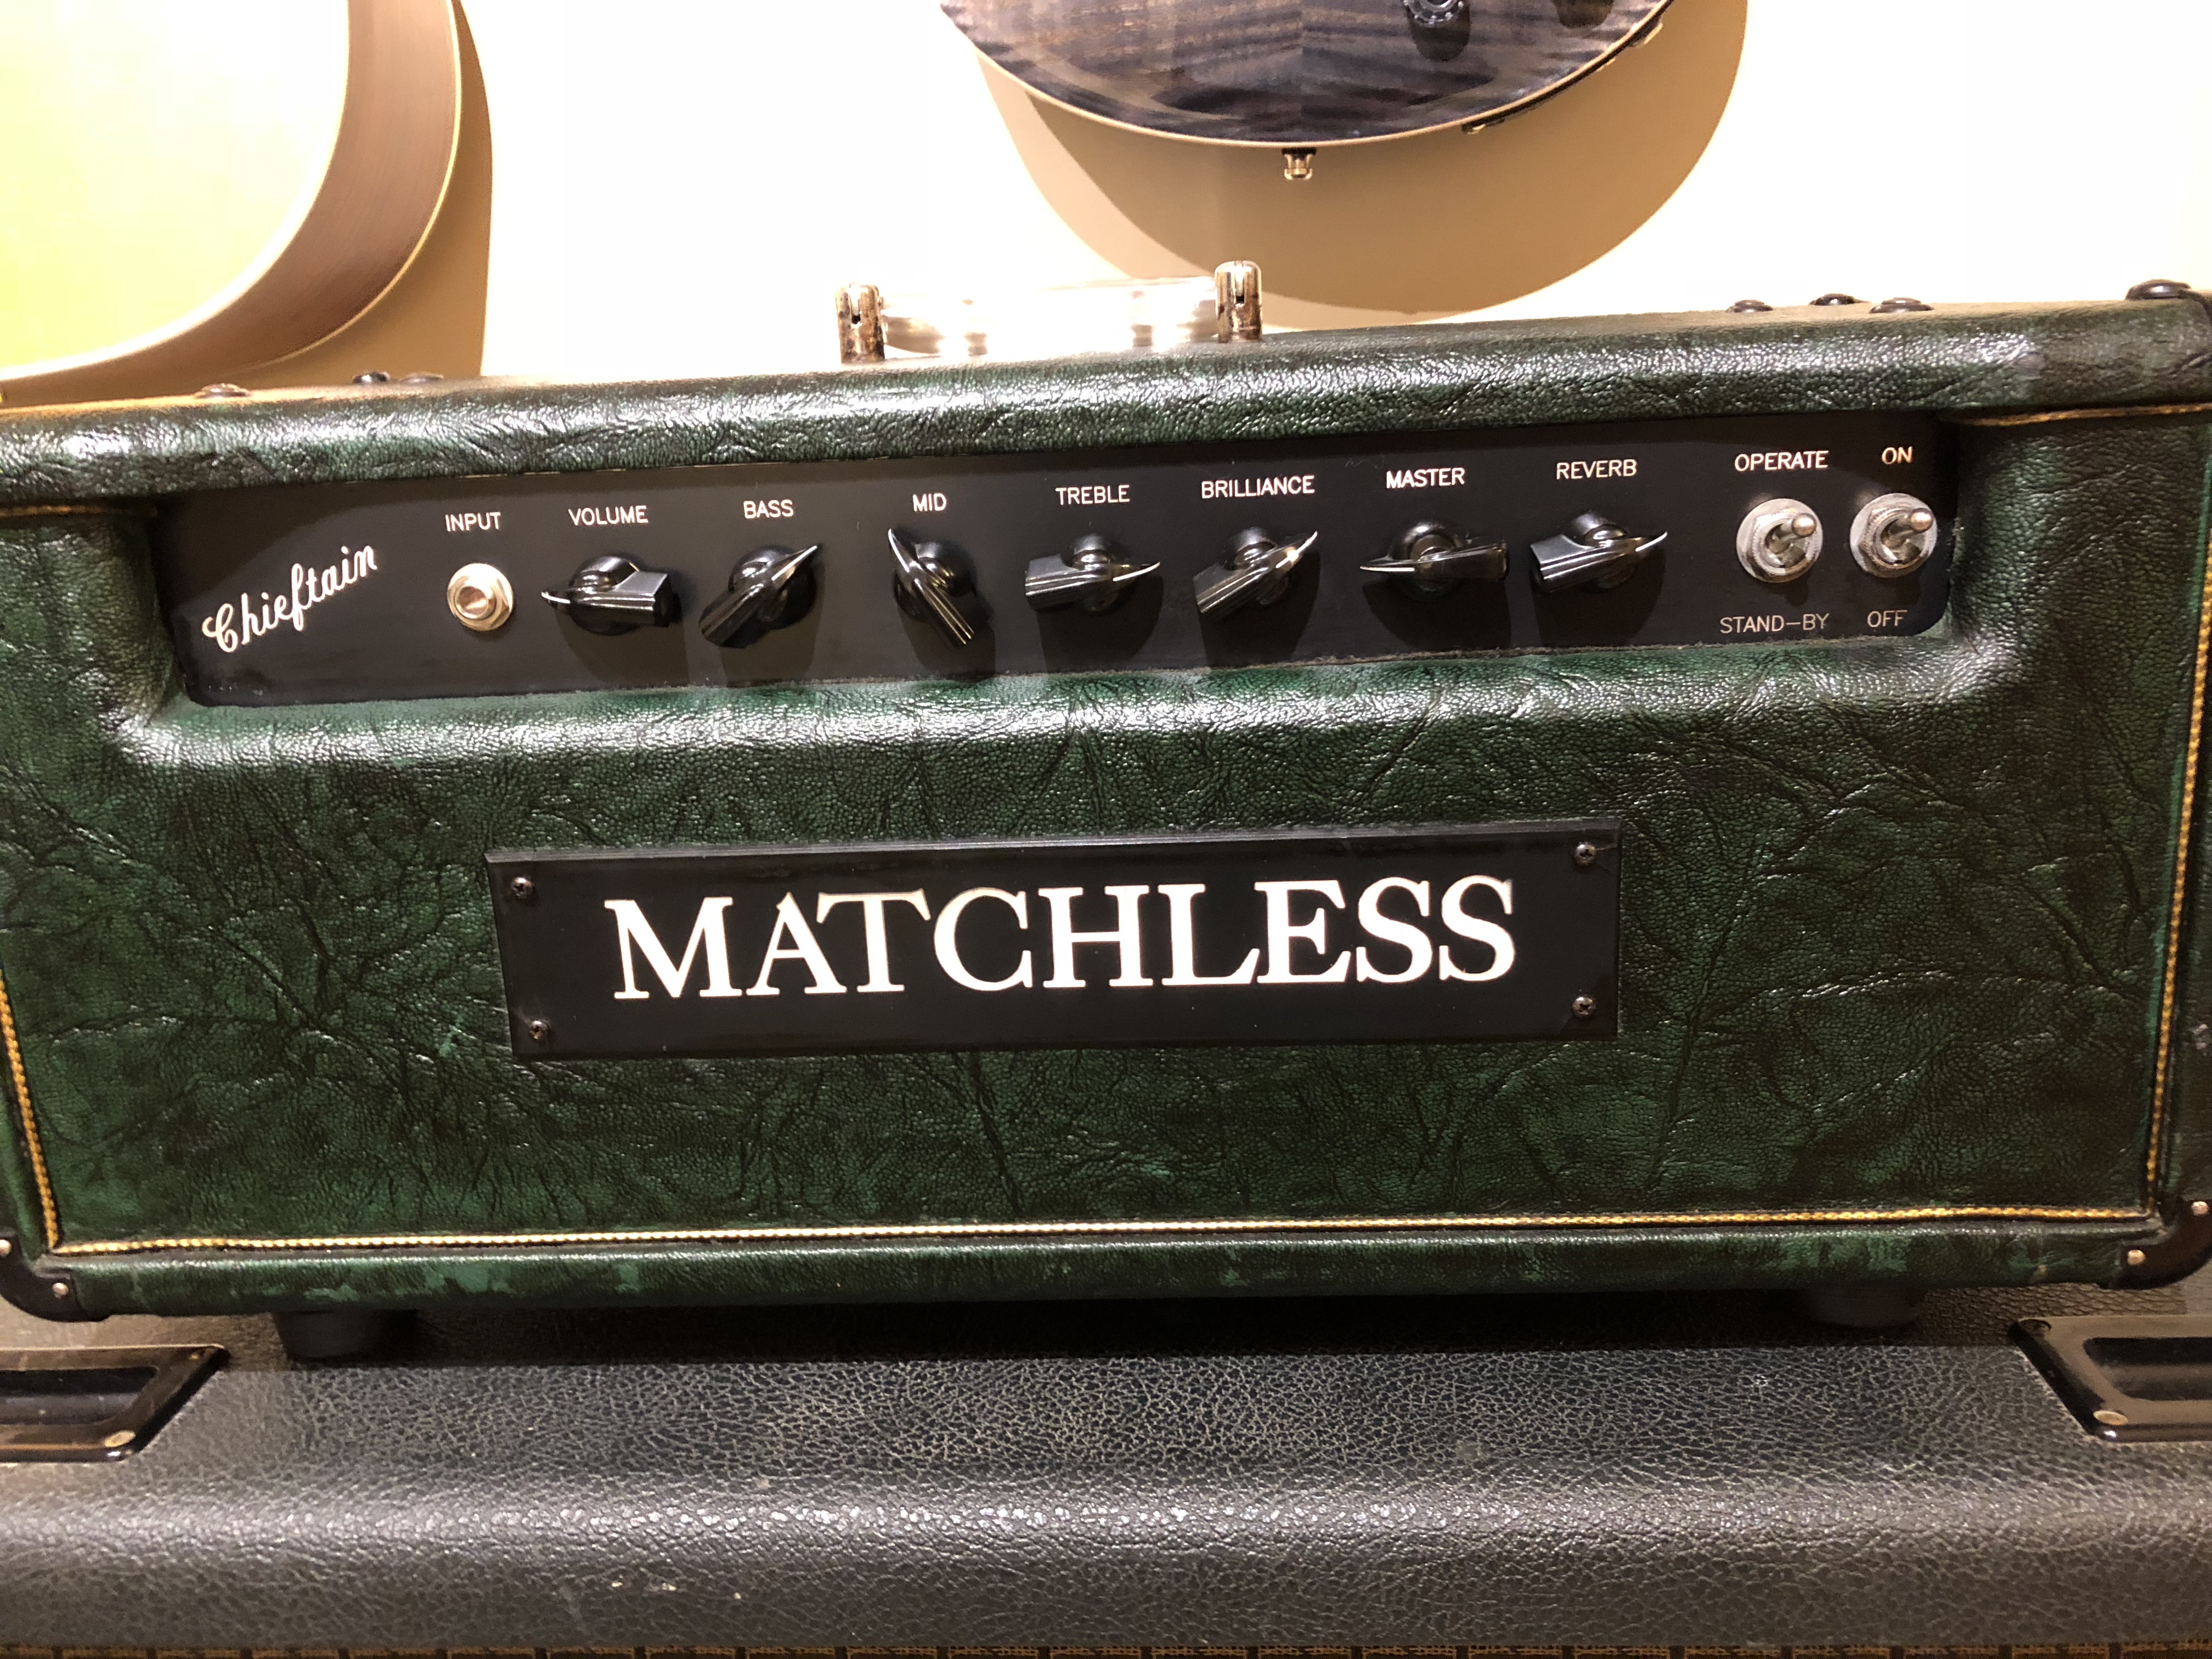 Chieftain
INPUT
VOLUME
BASS
MID
TREBLE
BRILLIANCE
MASTER
REVERB
OPERATE
ON
STAND-BY
OFF
MATCHLESS